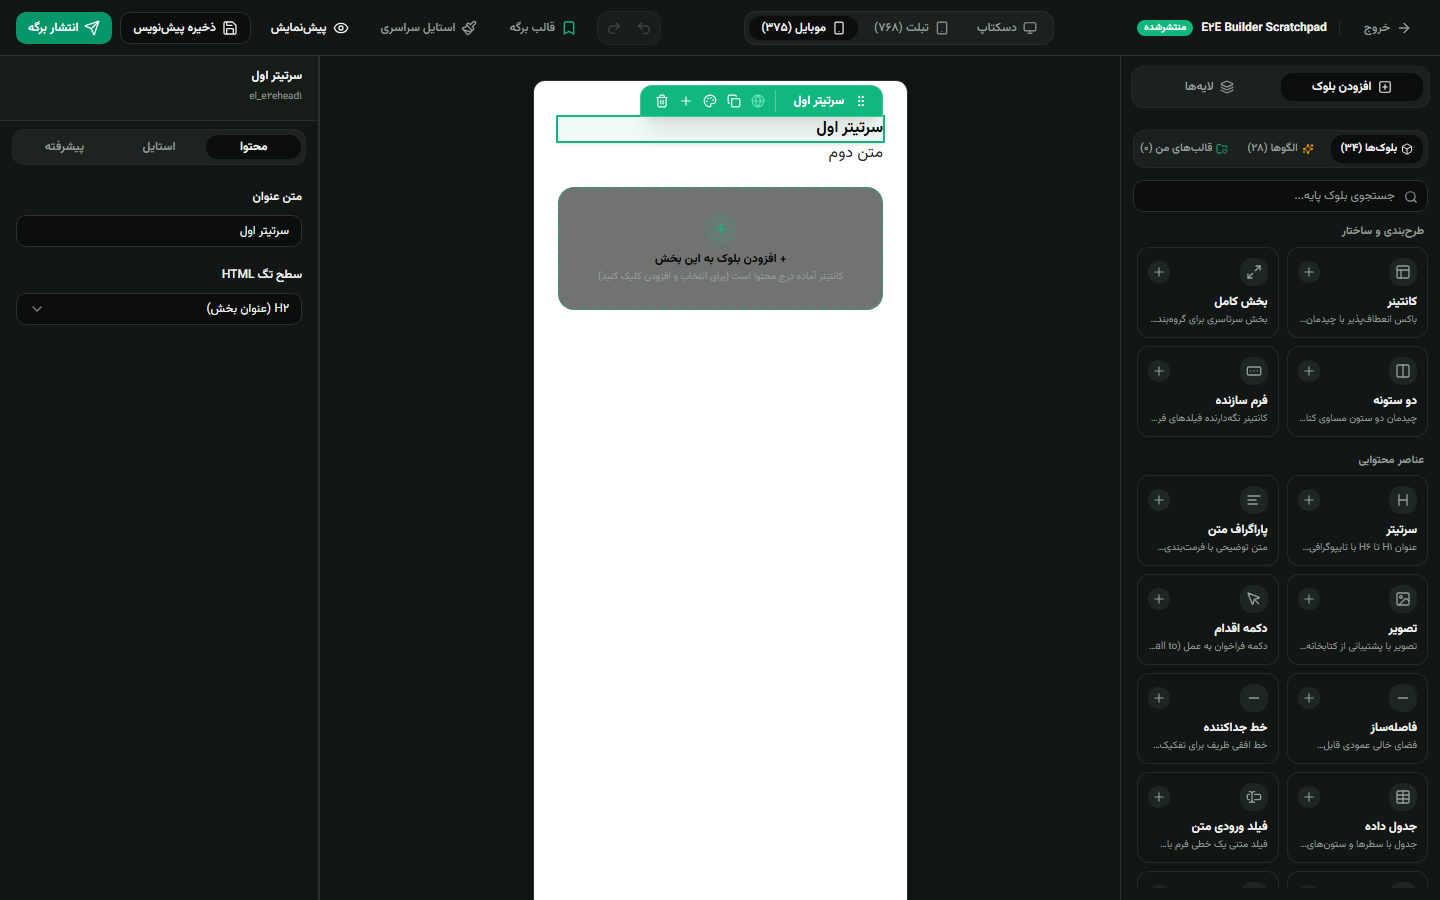 خروج
E۲E Builder Scratchpad
منتشرشده
دسکتاپ
تبلت (۷۶۸)
موبایل (۳۷۵)
قالب برگه
استایل سراسری
پیش‌نمایش
ذخیره پیش‌نویس
انتشار برگه
افزودن بلوک
لایه‌ها
بلوک‌ها (۳۴)
الگوها (۲۸)
قالب‌های من (۰)
جستجوی بلوک پایه...
طرح‌بندی و ساختار
کانتینر
باکس انعطاف‌پذیر با چیدمان...
بخش کامل
بخش سرتاسری برای گروه‌بند...
دو ستونه
چیدمان دو ستون مساوی کنا...
فرم سازنده
کانتینر نگه‌دارنده فیلدهای فر...
عناصر محتوایی
سرتیتر
عنوان H۱ تا H۶ با تایپوگرافی...
پاراگراف متن
متن توضیحی با فرمت‌بندی...
تصویر
تصویر با پشتیبانی از کتابخانه...
دکمه اقدام
دکمه فراخوان به عمل (all to...
فاصله‌ساز
فضای خالی عمودی قابل...
خط جداکننده
خط افقی ظریف برای تفکیک...
جدول داده
جدول با سطرها و ستون‌های...
فیلد ورودی متن
فیلد متنی یک خطی فرم با...
سرتیتر اول
سرتیتر اول
متن دوم
+ افزودن بلوک به این بخش
کانتینر آماده درج محتوا است (برای انتخاب و افزودن کلیک کنید)
سرتیتر اول
el_e۲ehead۱
محتوا
استایل
پیشرفته
متن عنوان
سرتیتر اول
سطح تگ HTML
H۲ (عنوان بخش)